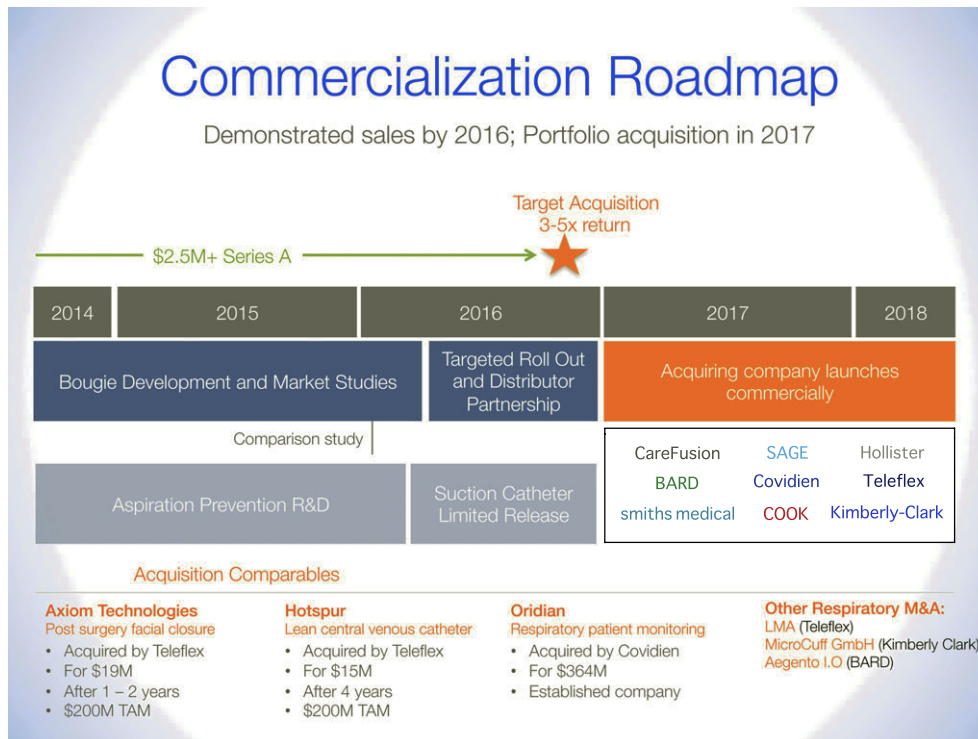 Commercialization Roadmap
Demonstrated sales by 2016; Portfolio acquisition in 2017
Target Acquisition
3-5x return
$2.5M+ Series A
2014
2015
2016
2017
2018
Bougie Development and Market Studies
Targeted Roll Out
and Distributor
Partnership
Acquiring company launches
commercially
Comparison study
Aspiration Prevention R&D
Suction Catheter
Limited Release
CareFusion
SAGE
Hollister
BARD
Covidien
Teleflex
smiths medical
COOK
Kimberly-Clark
Acquisition Comparables
Axiom Technologies
Post surgery facial closure
• Acquired by Teleflex
• For $19M
• After 1 – 2 years
• $200M TAM
Hotspur
Lean central venous catheter
• Acquired by Teleflex
• For $15M
• After 4 years
• $200M TAM
Oridian
Respiratory patient monitoring
• Acquired by Covidien
• For $364M
• Established company
Other Respiratory M&A:
LMA (Teleflex)
MicroCuff GmbH (Kimberly Clark)
Aegento I.O (BARD)